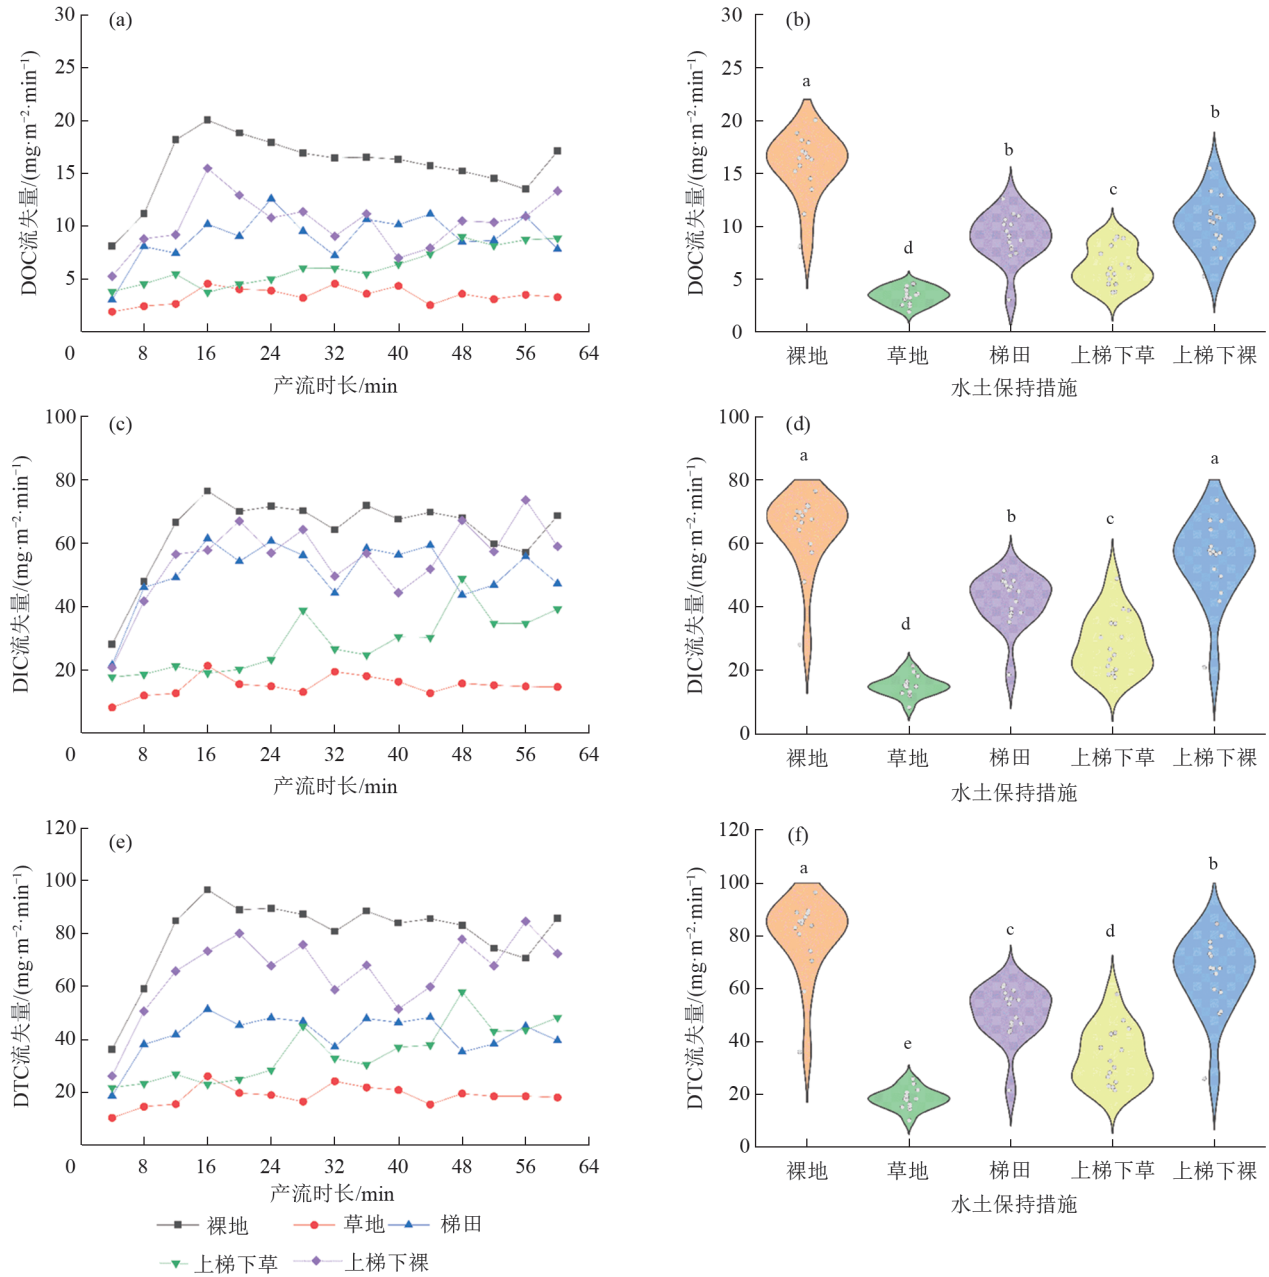 (a)
30
25
20
15
10
5
0
8
16
24
32
40
48
56
64
DOC流失量/(mg·m⁻²·min⁻¹)
产流时长/min
(b)
30
25
20
15
10
5
0
a
d
b
c
b
DOC流失量/(mg·m⁻²·min⁻¹)
裸地
草地
梯田
上梯下草
上梯下裸
水土保持措施
(c)
100
80
60
40
20
0
8
16
24
32
40
48
56
64
DIC流失量/(mg·m⁻²·min⁻¹)
产流时长/min
(d)
100
80
60
40
20
0
a
d
b
c
a
DIC流失量/(mg·m⁻²·min⁻¹)
裸地
草地
梯田
上梯下草
上梯下裸
水土保持措施
(e)
120
100
80
60
40
20
0
8
16
24
32
40
48
56
64
DTC流失量/(mg·m⁻²·min⁻¹)
产流时长/min
(f)
120
100
80
60
40
20
0
a
e
c
d
b
DTC流失量/(mg·m⁻²·min⁻¹)
裸地
草地
梯田
上梯下草
上梯下裸
水土保持措施
裸地
草地
梯田
上梯下草
上梯下裸